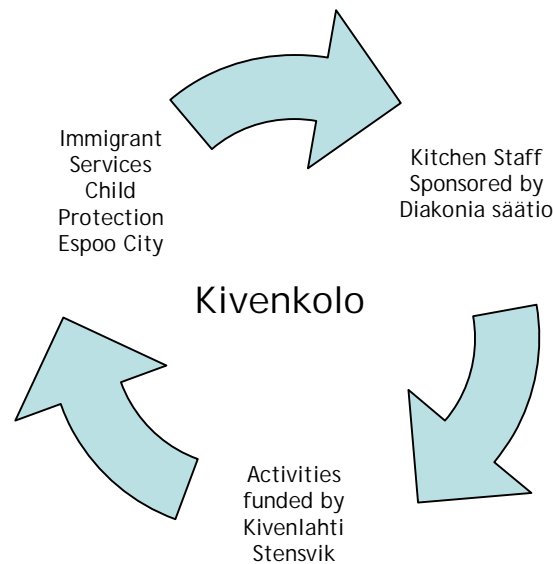 Immigrant
Services
Child
Protection
Espoo City
Kitchen Staff
Sponsored by
Diakonia säätio
Kivenkolo
Activities
funded by
Kivenlahti
Stensvik